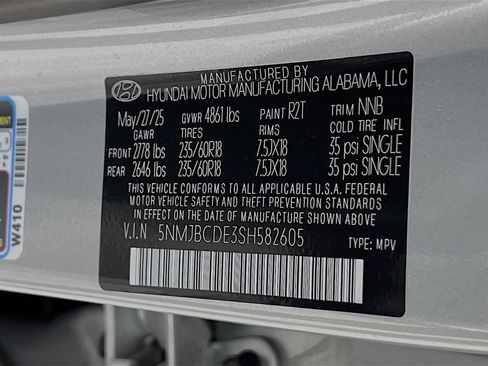 MANUFACTURED BY
HYUNDAI MOTOR MANUFACTURING ALABAMA, LLC
May/27/25 GVWR 4861 lbs PAINT R2T TRIM NNB
GAWR TIRES RIMS COLD TIRE INFL
FRONT 2778 lbs 235/60R18 7.5JX18 35 psi SINGLE
REAR 2646 lbs 235/60R18 7.5JX18 35 psi SINGLE
THIS VEHICLE CONFORMS TO ALL APPLICABLE U.S.A. FEDERAL
MOTOR VEHICLE SAFETY AND THEFT PREVENTION STANDARDS
IN EFFECT ON THE DATE OF MANUFACTURE SHOWN ABOVE
V.I.N 5NMJBCDE3SH582605 TYPE: MPV
W410